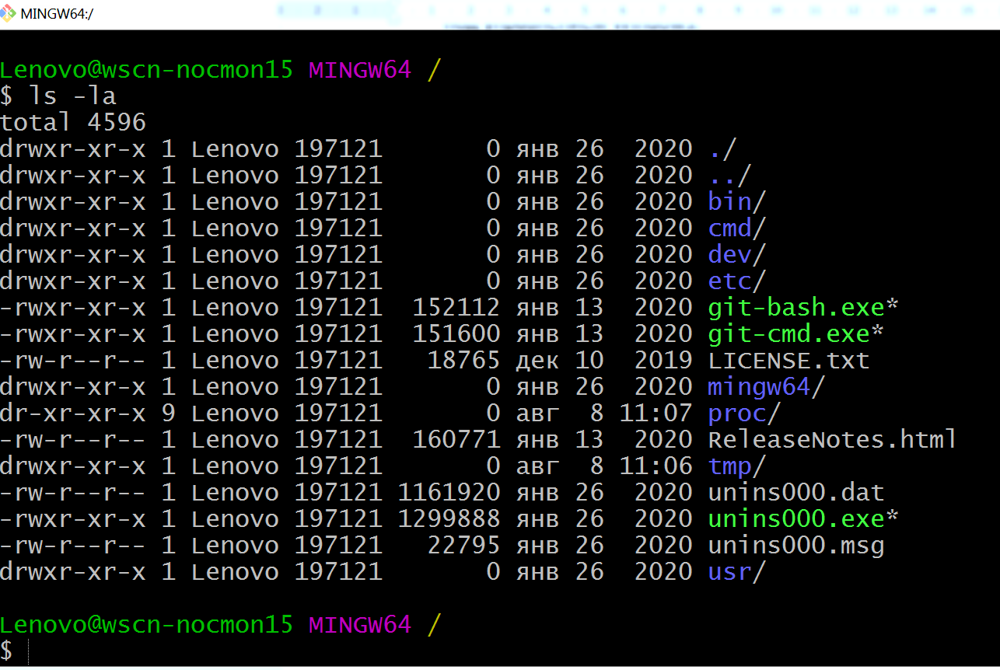 MINGW64:/
Lenovo@wscn-nocmon15 MINGW64 /
$ ls -la
total 4596
drwxr-xr-x 1 Lenovo 197121       0 янв 26  2020 ./
drwxr-xr-x 1 Lenovo 197121       0 янв 26  2020 ../
drwxr-xr-x 1 Lenovo 197121       0 янв 26  2020 bin/
drwxr-xr-x 1 Lenovo 197121       0 янв 26  2020 cmd/
drwxr-xr-x 1 Lenovo 197121       0 янв 26  2020 dev/
drwxr-xr-x 1 Lenovo 197121       0 янв 26  2020 etc/
-rwxr-xr-x 1 Lenovo 197121  152112 янв 13  2020 git-bash.exe*
-rwxr-xr-x 1 Lenovo 197121  151600 янв 13  2020 git-cmd.exe*
-rw-r--r-- 1 Lenovo 197121   18765 дек 10  2019 LICENSE.txt
drwxr-xr-x 1 Lenovo 197121       0 янв 26  2020 mingw64/
dr-xr-xr-x 9 Lenovo 197121       0 авг  8 11:07 proc/
-rw-r--r-- 1 Lenovo 197121  160771 янв 13  2020 ReleaseNotes.html
drwxr-xr-x 1 Lenovo 197121       0 авг  8 11:06 tmp/
-rw-r--r-- 1 Lenovo 197121 1161920 янв 26  2020 unins000.dat
-rwxr-xr-x 1 Lenovo 197121 1299888 янв 26  2020 unins000.exe*
-rw-r--r-- 1 Lenovo 197121   22795 янв 26  2020 unins000.msg
drwxr-xr-x 1 Lenovo 197121       0 янв 26  2020 usr/
Lenovo@wscn-nocmon15 MINGW64 /
$